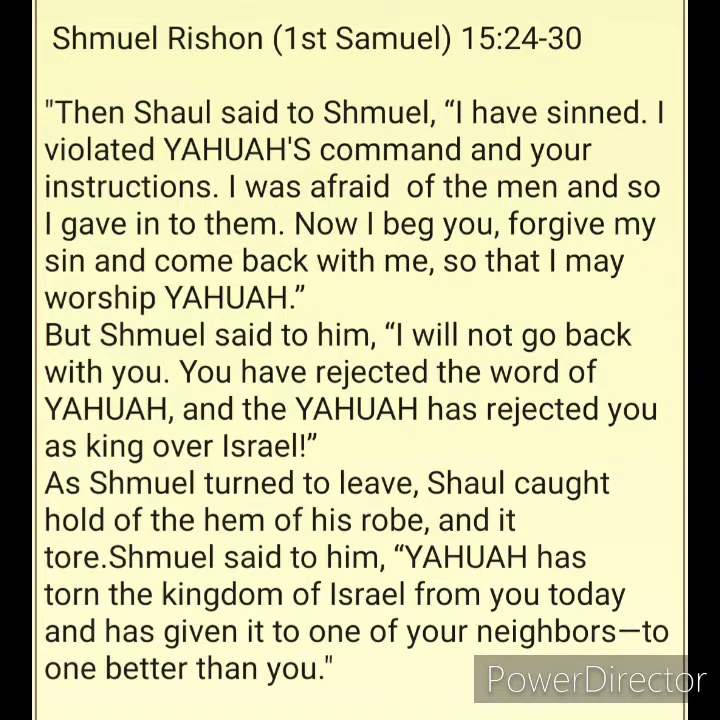 Shmuel Rishon (1st Samuel) 15:24-30
"Then Shaul said to Shmuel, “I have sinned. I
violated YAHUAH'S command and your
instructions. I was afraid  of the men and so
I gave in to them. Now I beg you, forgive my
sin and come back with me, so that I may
worship YAHUAH.”
But Shmuel said to him, “I will not go back
with you. You have rejected the word of
YAHUAH, and the YAHUAH has rejected you
as king over Israel!”
As Shmuel turned to leave, Shaul caught
hold of the hem of his robe, and it
tore.Shmuel said to him, “YAHUAH has
torn the kingdom of Israel from you today
and has given it to one of your neighbors—to
one better than you."
PowerDirector